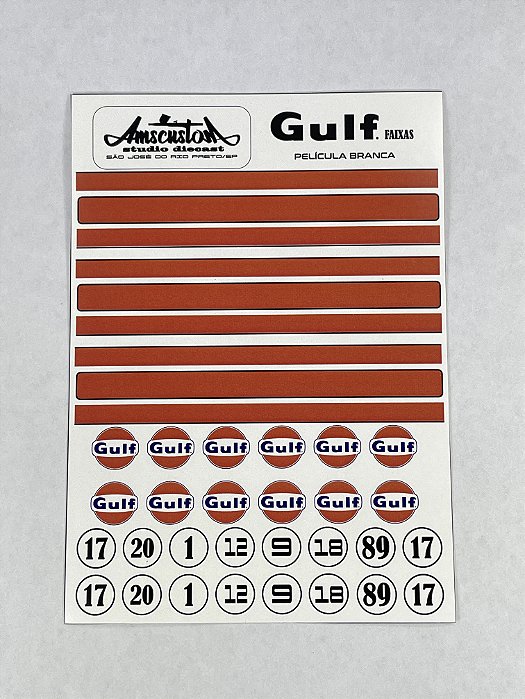 Amscuston
studio diecast
SÃO JOSÉ DO RIO PRETO/SP
Gulf. FAIXAS
PELÍCULA BRANCA
Gulf Gulf Gulf Gulf Gulf Gulf
Gulf Gulf Gulf Gulf Gulf Gulf
17 20 1 12 9 18 89 17
17 20 1 12 9 18 89 17